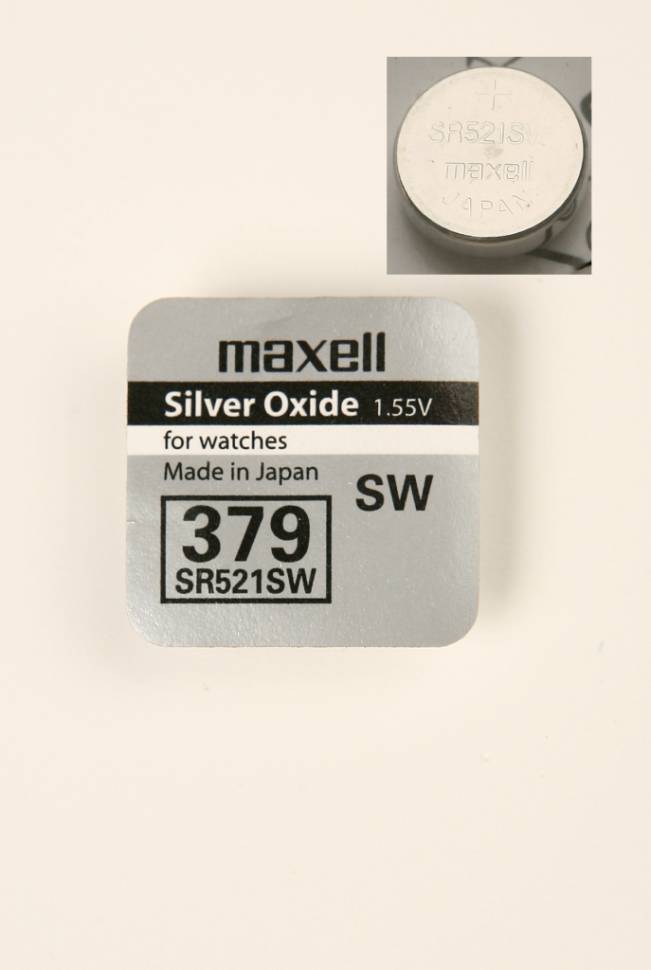 +
SR521SW
maxell
JAPAN
maxell
Silver Oxide 1.55V
for watches
Made in Japan
SW
379
SR521SW